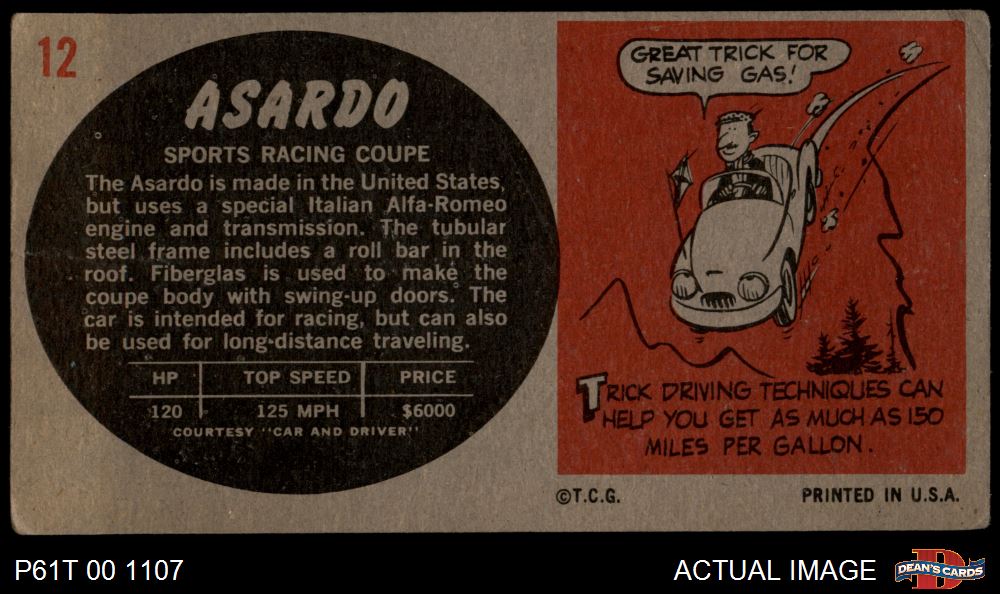 12
ASARDO
SPORTS RACING COUPE
The Asardo is made in the United States,
but uses a special Italian Alfa-Romeo
engine and transmission. The tubular
steel frame includes a roll bar in the
roof. Fiberglas is used to make the
coupe body with swing-up doors. The
car is intended for racing, but can also
be used for long-distance traveling.
HP TOP SPEED PRICE
120 125 MPH $6000
COURTESY "CAR AND DRIVER"
GREAT TRICK FOR
SAVING GAS!
TRICK DRIVING TECHNIQUES CAN
HELP YOU GET AS MUCH AS 150
MILES PER GALLON.
©T.C.G. PRINTED IN U.S.A.
P61T 00 1107 ACTUAL IMAGE
D
DEAN'S CARDS